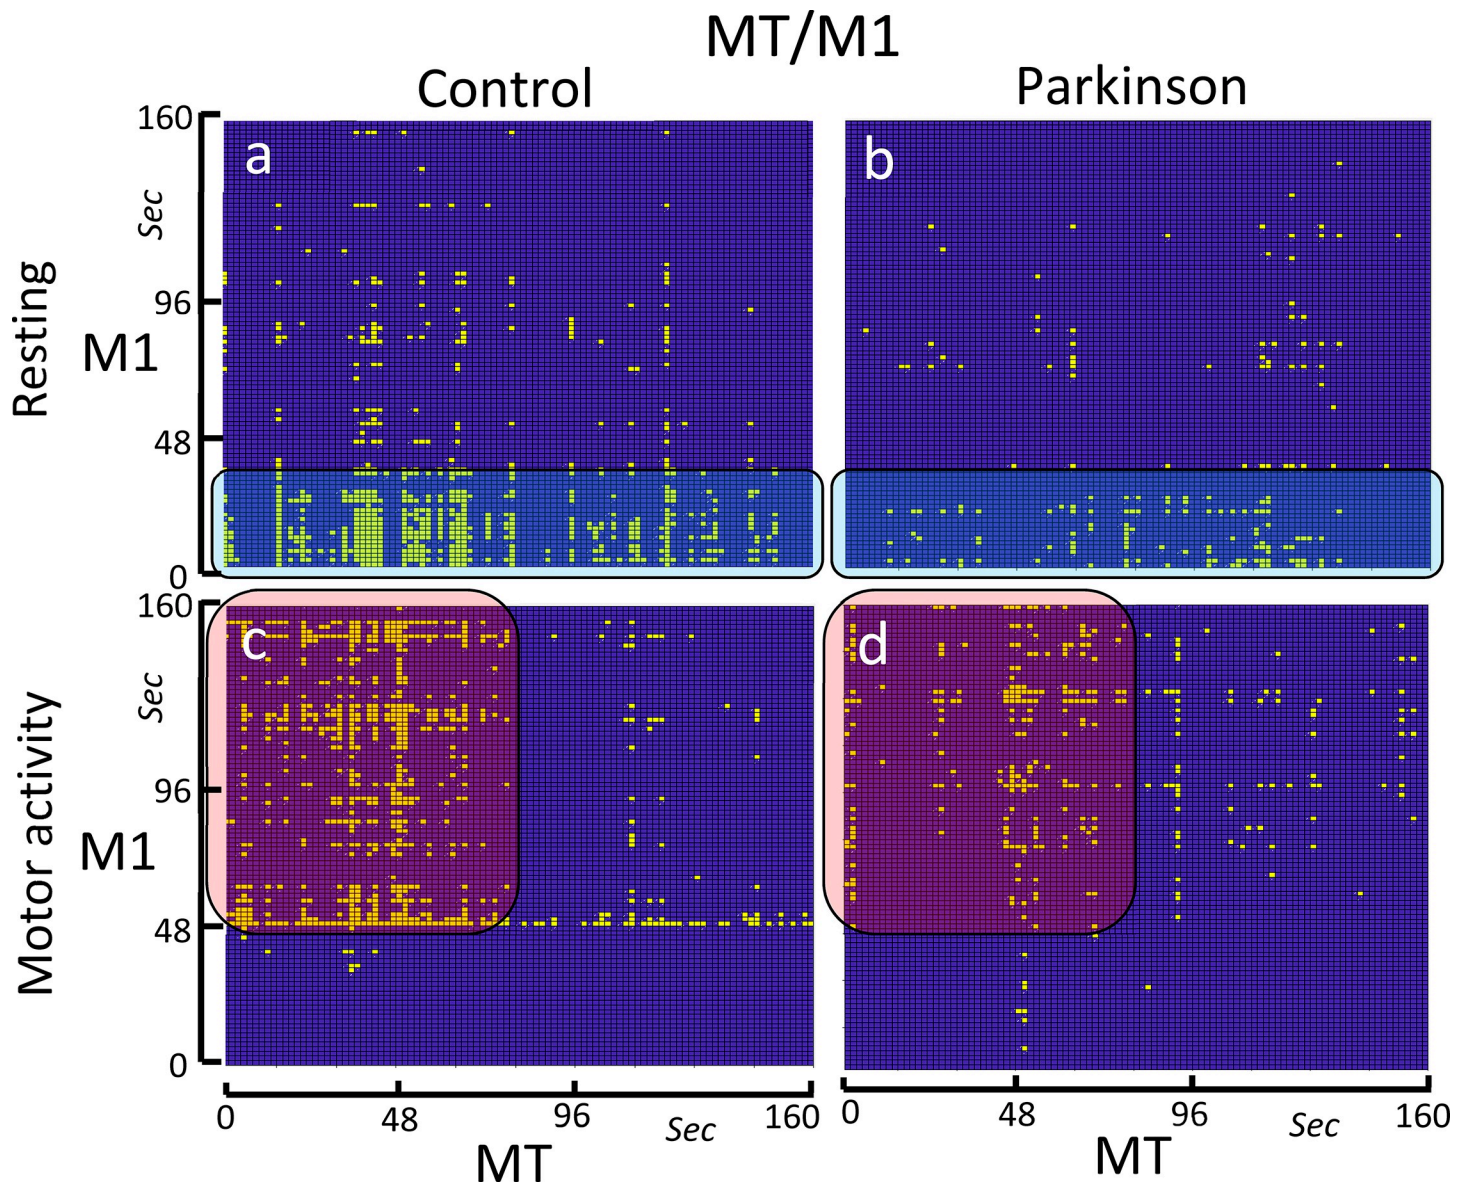 MT/M1
Control
Parkinson
160
a
b
Sec
Resting
96
M1
48
0
160
c
d
Sec
Motor activity
96
M1
48
0
0
48
96
Sec
160
0
48
96
Sec
160
MT
MT